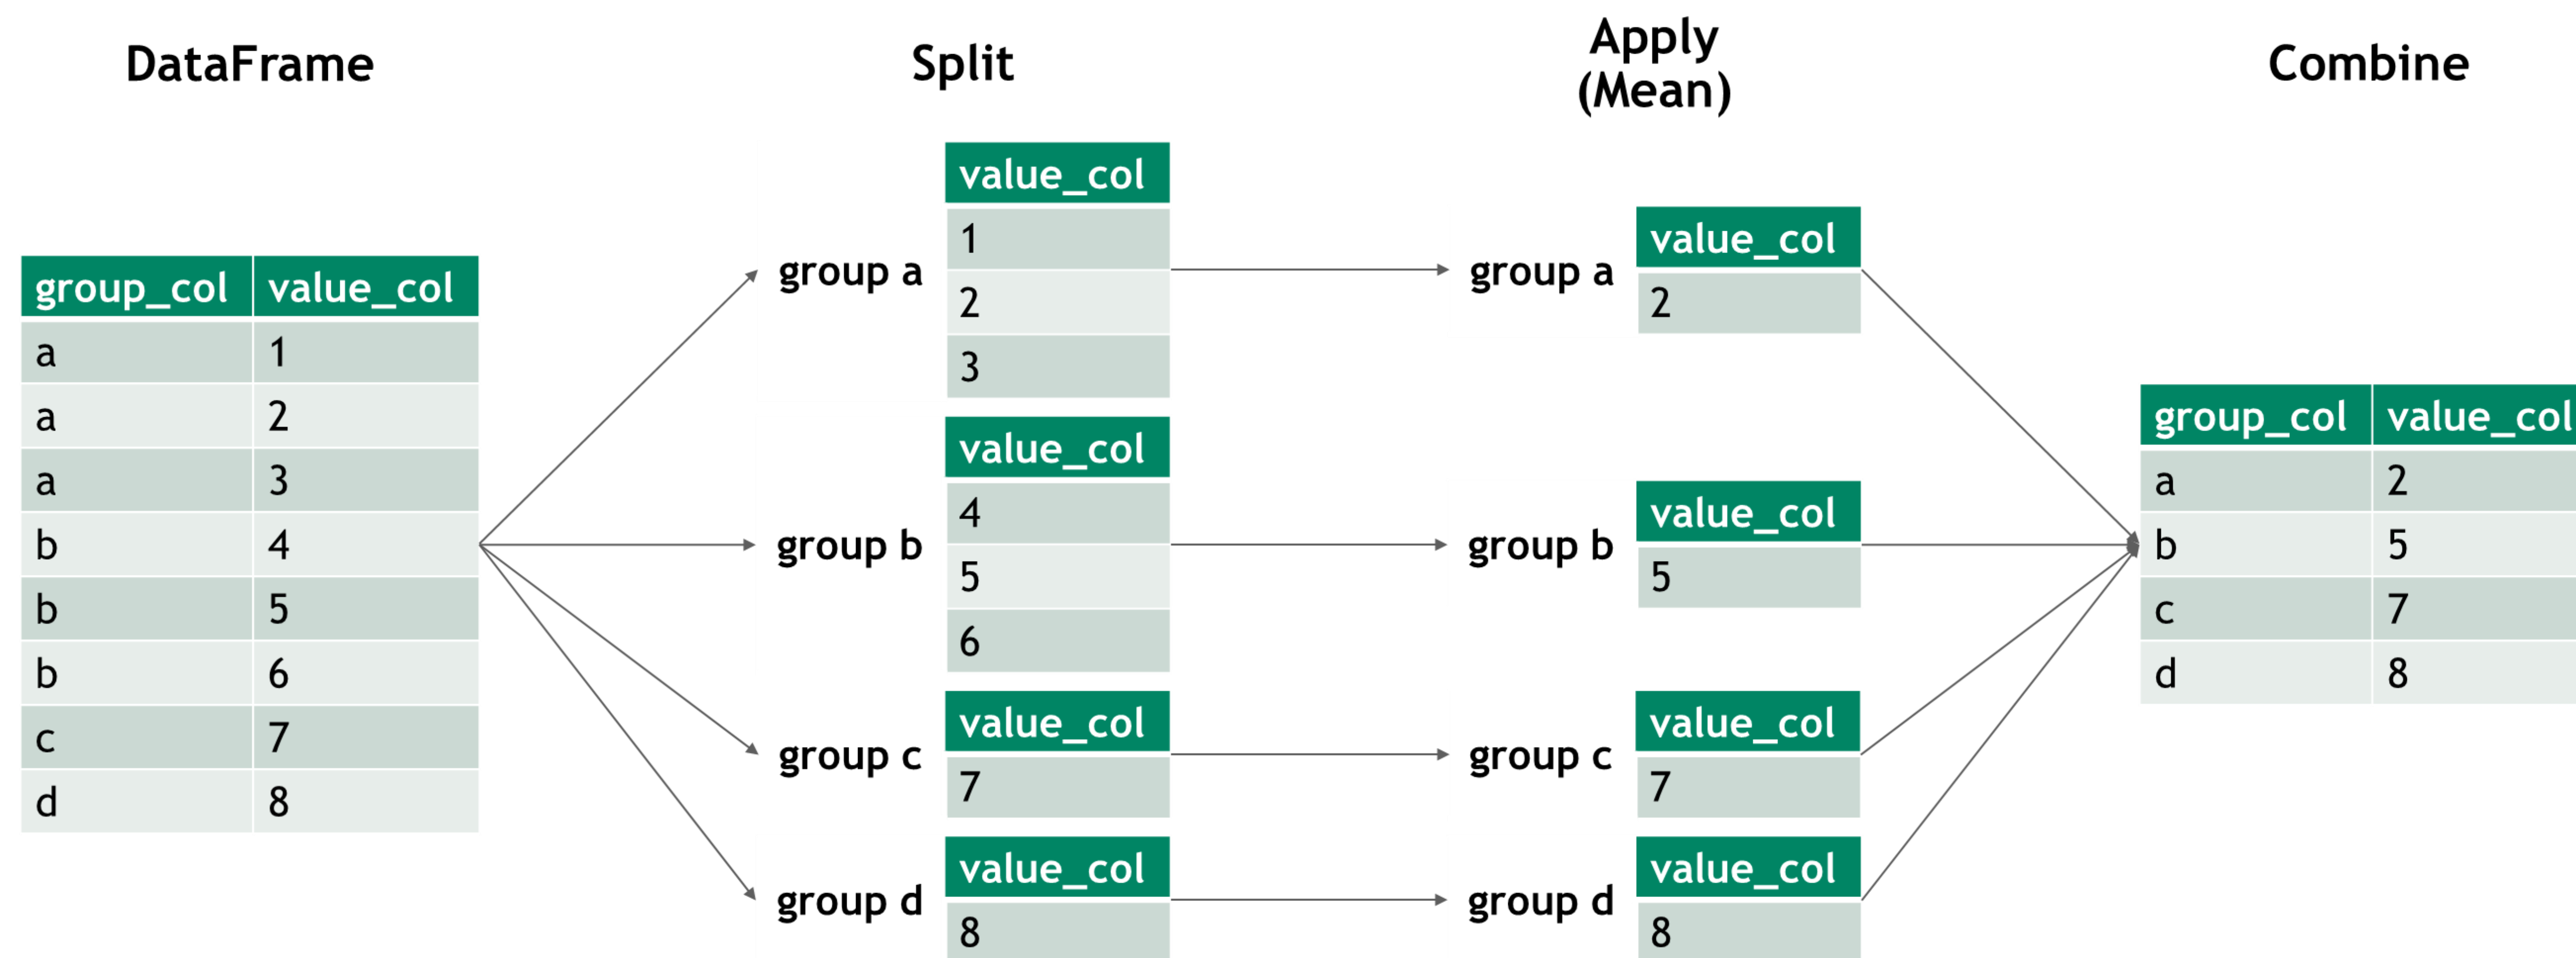 DataFrame
group_col value_col
a 1
a 2
a 3
b 4
b 5
b 6
c 7
d 8
Split
group a
value_col
1
2
3
group b
value_col
4
5
6
group c
value_col
7
group d
value_col
8
Apply
(Mean)
group a
value_col
2
group b
value_col
5
group c
value_col
7
group d
value_col
8
Combine
group_col value_col
a 2
b 5
c 7
d 8